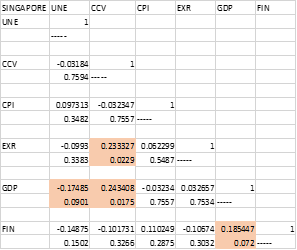 SINGAPORE UNE CCV CPI EXR GDP FIN
UNE 1
-----
CCV -0.03184 1
0.7594 -----
CPI 0.097313 -0.032347 1
0.3482 0.7557 -----
EXR -0.0993 0.233327 0.062299 1
0.3383 0.0229 0.5487 -----
GDP -0.17485 0.243408 -0.03234 0.032657 1
0.0901 0.0175 0.7557 0.7534 -----
FIN -0.14875 -0.101731 0.110249 -0.10674 0.185447 1
0.1502 0.3266 0.2875 0.3032 0.072 -----